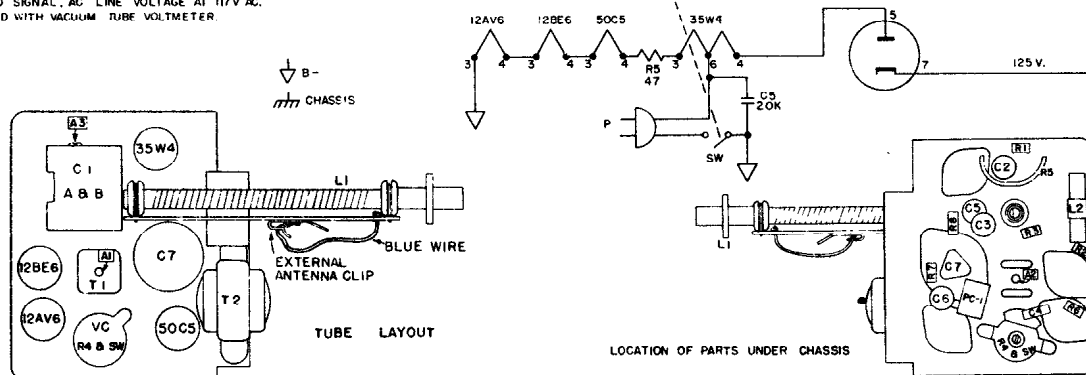 SIGNAL, AC LINE VOLTAGE AT 117V AC.
D WITH VACUUM TUBE VOLTMETER.
B-
CHASSIS
12AV6 12BE6 50C5 35W4
3 4 3 4 3 4 3 6 4
R5
47
C5
20K
P
SW
5
7
125 V.
A3
35W4
C1
A & B
L1
C7
BLUE WIRE
EXTERNAL
ANTENNA CLIP
12BE6
A1
T1
T2
12AV6
VC
R4 & SW
50C5
TUBE LAYOUT
R1
C2
R5
C5
C3
R3
L2
L1
R7
C7
A2
C6
PC-1
C4
R6
R4 & SW
LOCATION OF PARTS UNDER CHASSIS